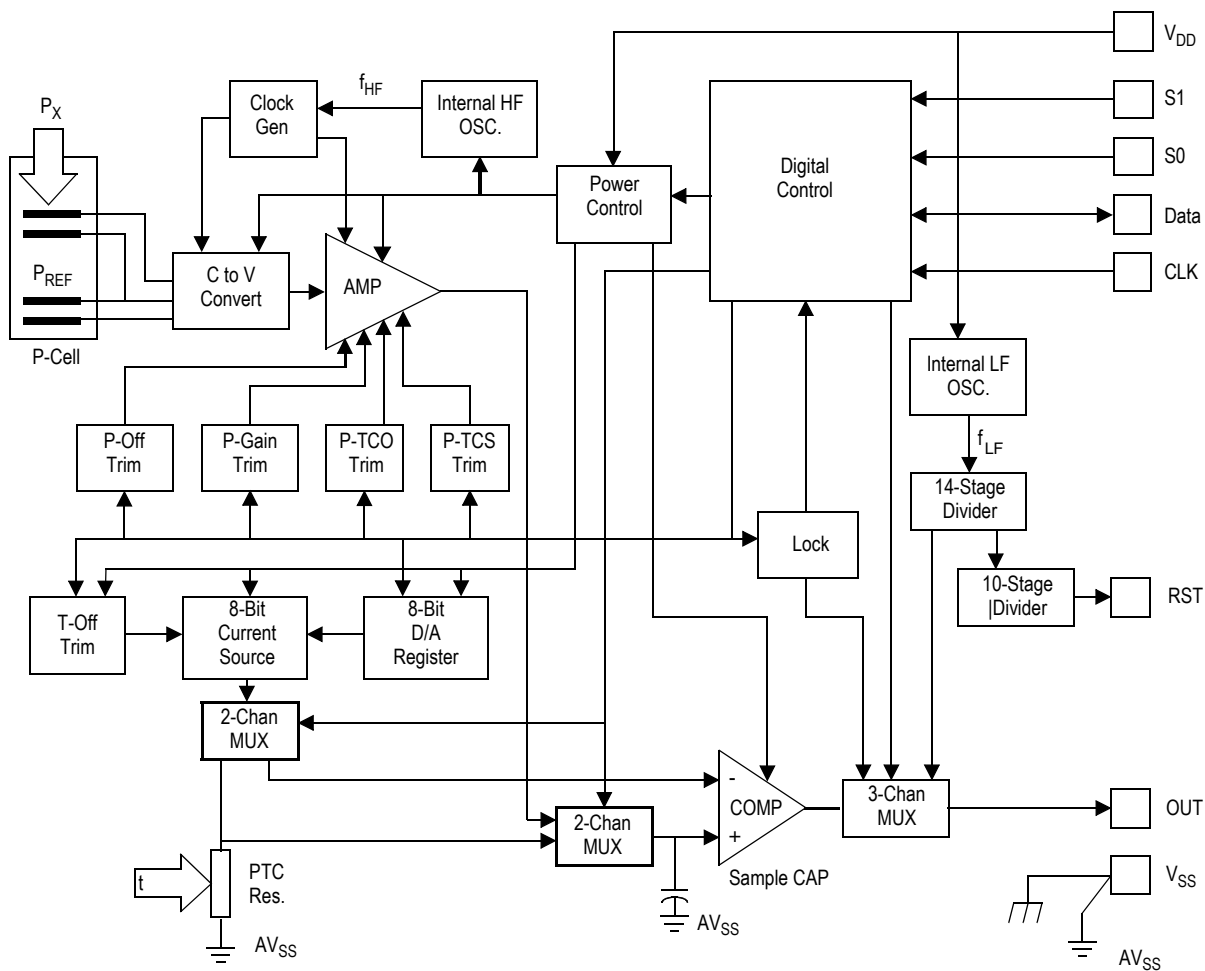 V_DD
f_HF
S1
Clock
Gen
Internal HF
OSC.
P_X
S0
Digital
Control
Power
Control
Data
P_REF
C to V
Convert
AMP
CLK
P-Cell
Internal LF
OSC.
f_LF
P-Off
Trim
P-Gain
Trim
P-TCO
Trim
P-TCS
Trim
14-Stage
Divider
Lock
10-Stage
|Divider
RST
T-Off
Trim
8-Bit
Current
Source
8-Bit
D/A
Register
2-Chan
MUX
-
COMP
+
3-Chan
MUX
OUT
2-Chan
MUX
t
PTC
Res.
Sample CAP
V_SS
AV_SS
AV_SS
AV_SS